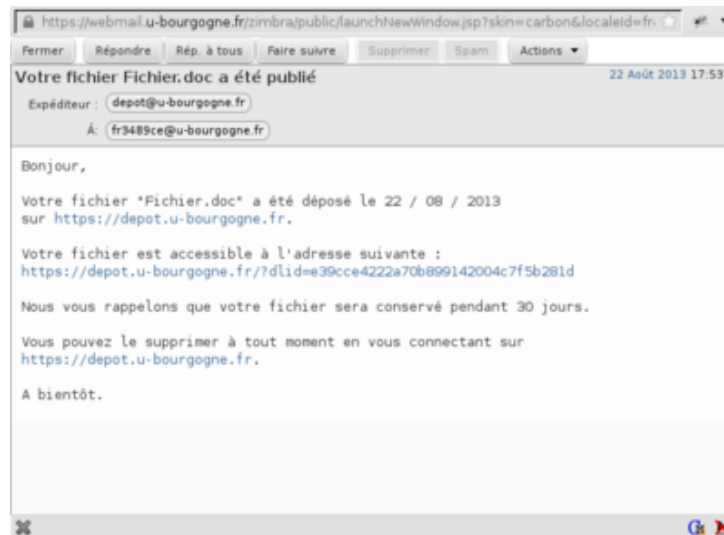 https://webmail.u-bourgogne.fr/zimbra/public/launchNewWindow.jsp?skin=carbon&localeId=fr
Fermer Répondre Rép. à tous Faire suivre Supprimer Spam Actions
Votre fichier Fichier.doc a été publié 22 Août 2013 17:53
Expéditeur : depot@u-bourgogne.fr
À: fr3489ce@u-bourgogne.fr
Bonjour,
Votre fichier "Fichier.doc" a été déposé le 22 / 08 / 2013
sur https://depot.u-bourgogne.fr.
Votre fichier est accessible à l'adresse suivante :
https://depot.u-bourgogne.fr/?dlid=e39cce4222a70b899142004c7f5b281d
Nous vous rappelons que votre fichier sera conservé pendant 30 jours.
Vous pouvez le supprimer à tout moment en vous connectant sur
https://depot.u-bourgogne.fr.
A bientôt.